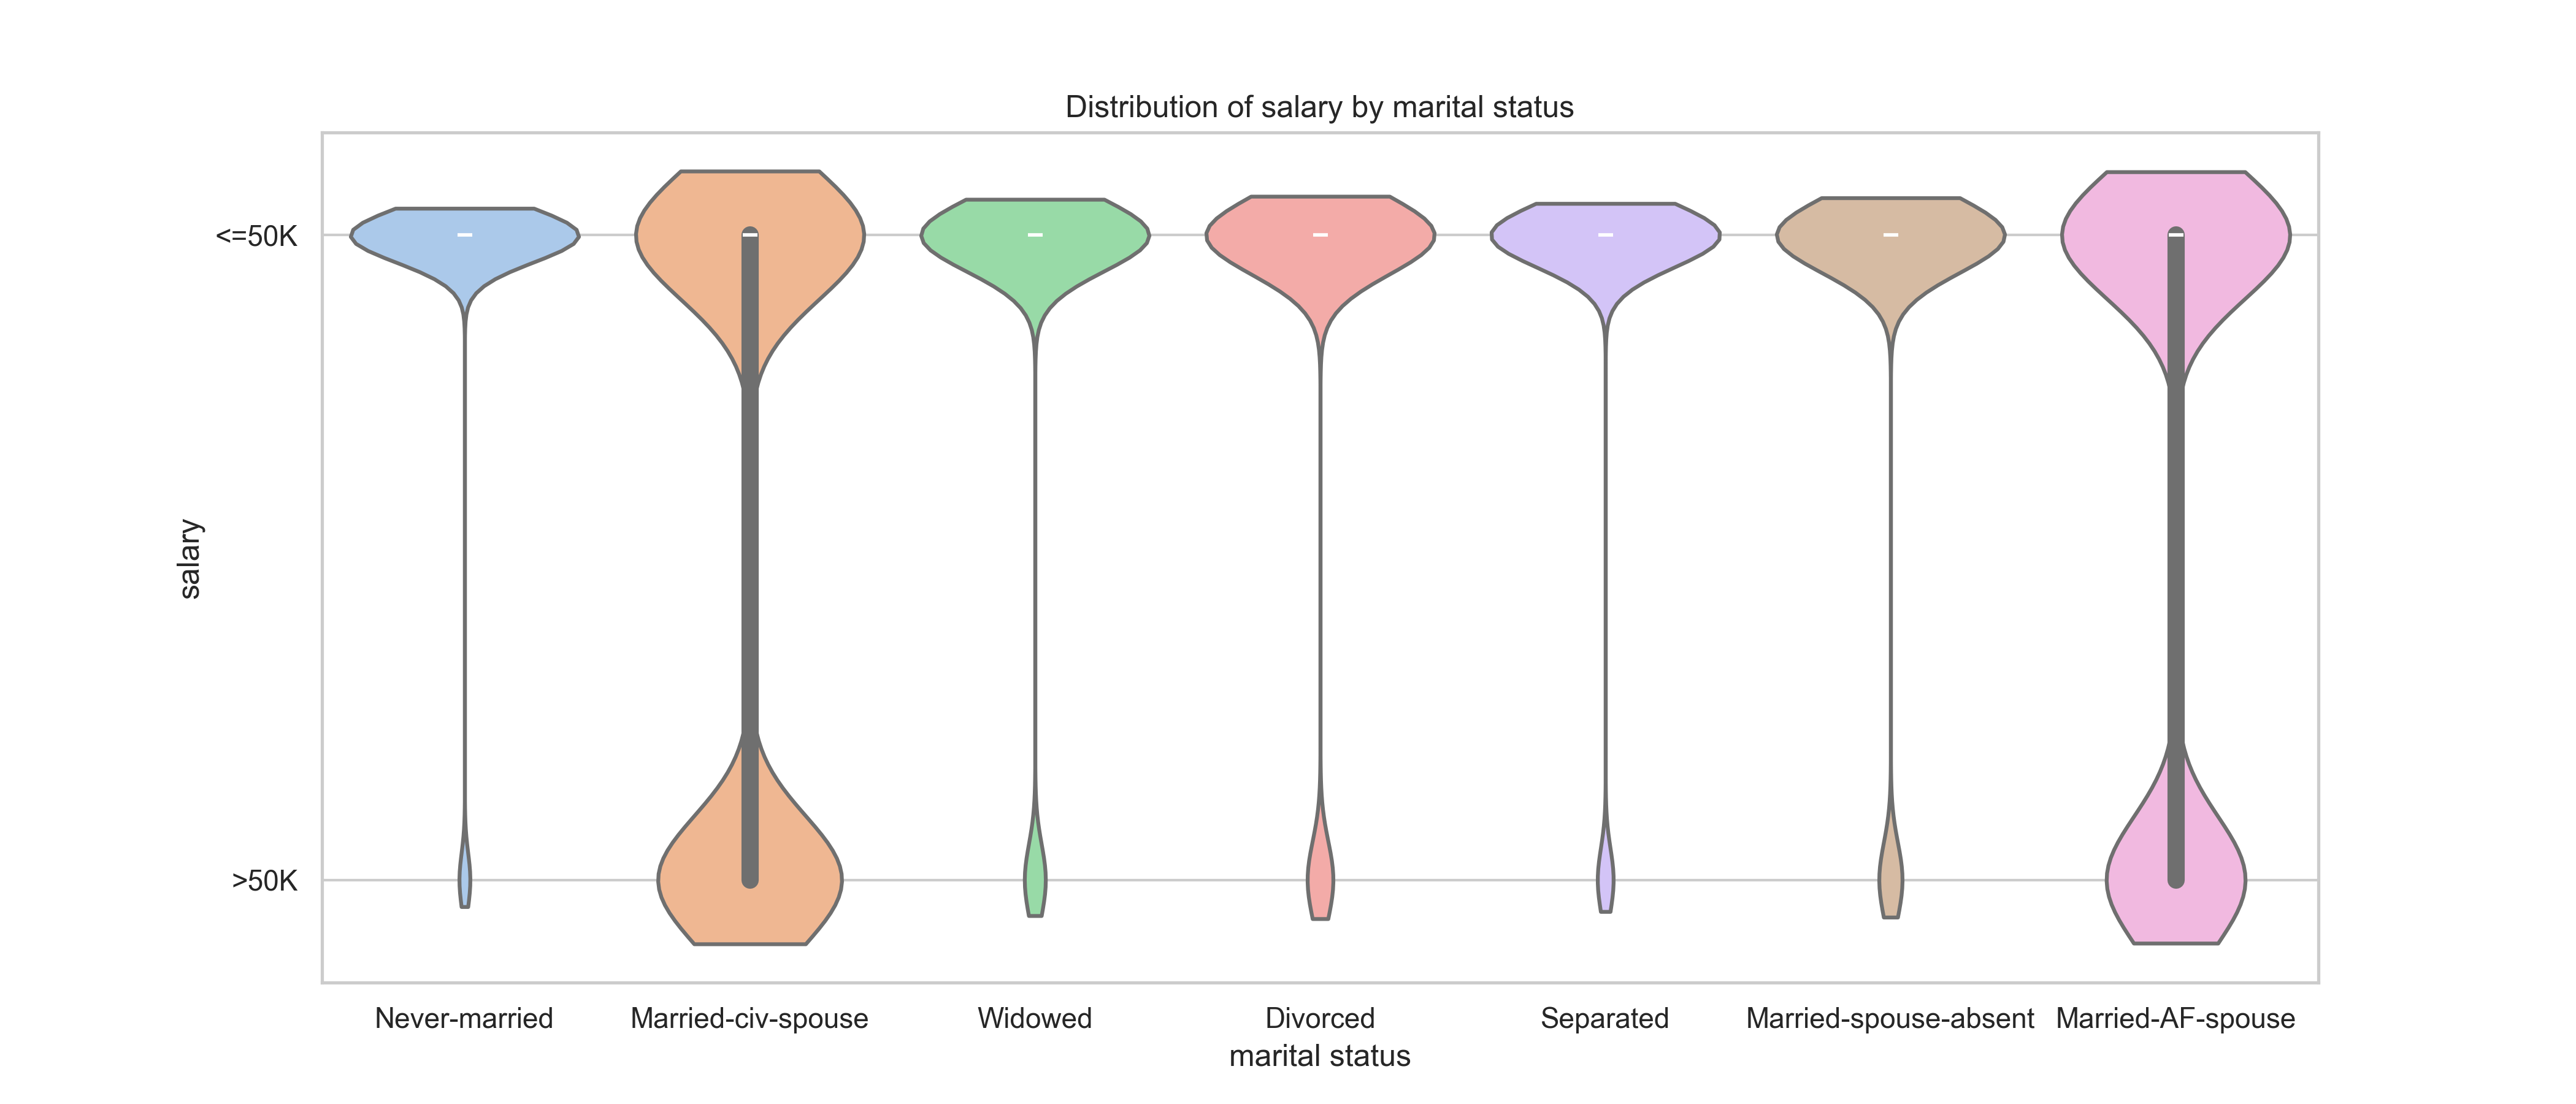 Distribution of salary by marital status
<=50K
salary
>50K
Never-married Married-civ-spouse Widowed Divorced Separated Married-spouse-absent Married-AF-spouse
marital status